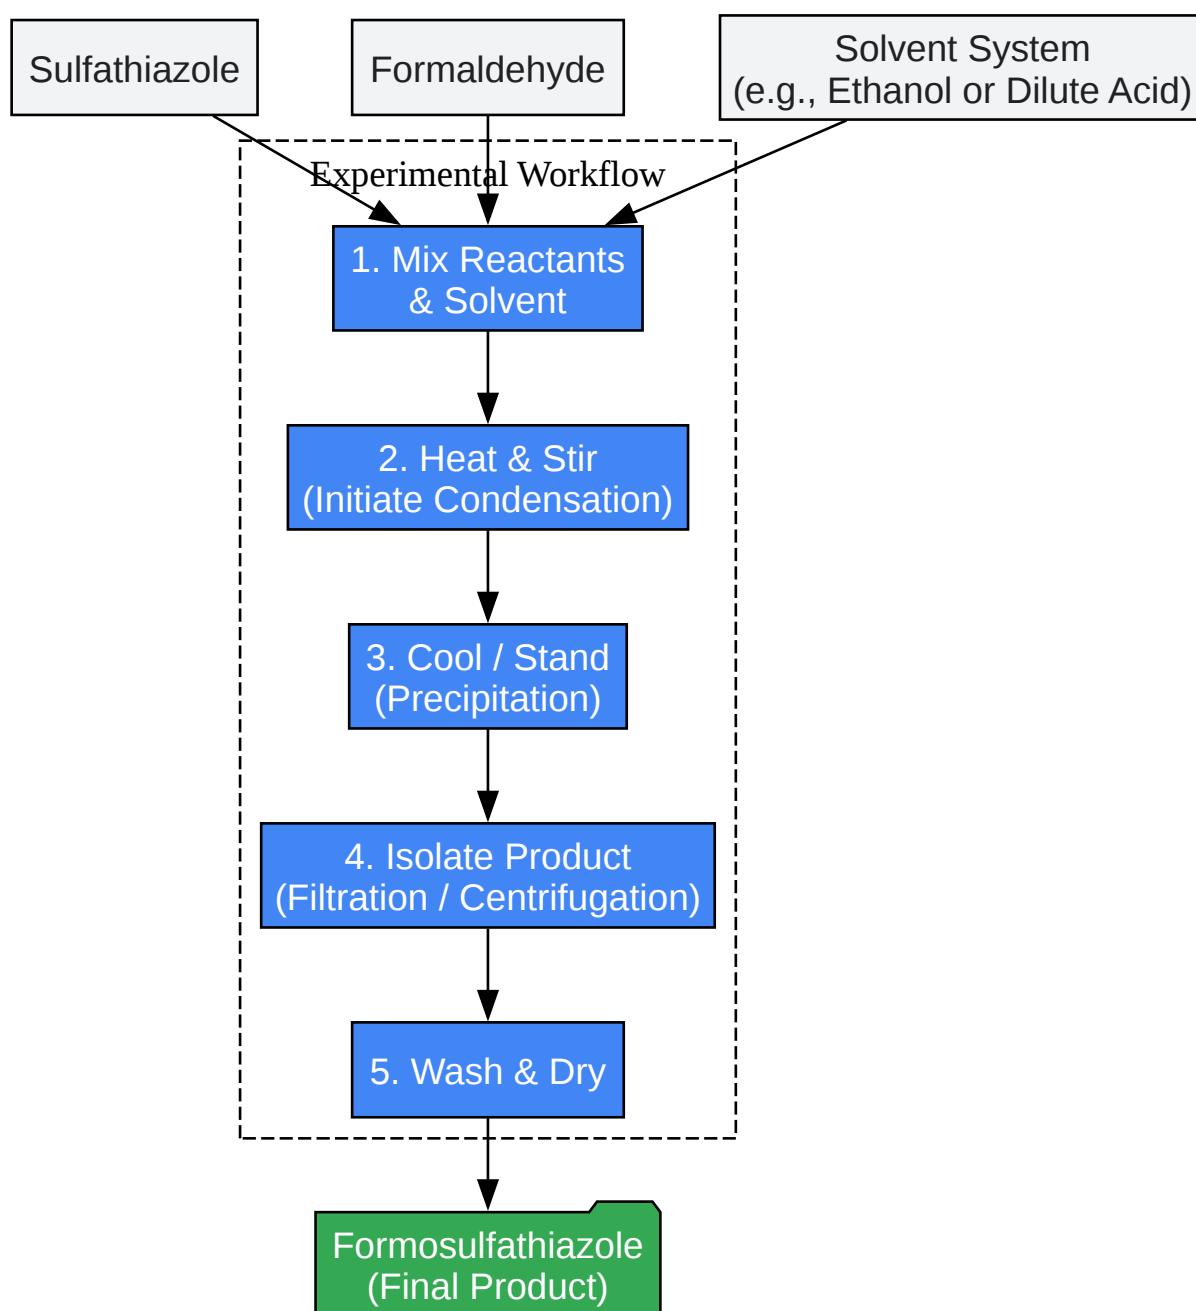 Sulfathiazole
Formaldehyde
Solvent System
(e.g., Ethanol or Dilute Acid)
Experimental Workflow
1. Mix Reactants
& Solvent
2. Heat & Stir
(Initiate Condensation)
3. Cool / Stand
(Precipitation)
4. Isolate Product
(Filtration / Centrifugation)
5. Wash & Dry
Formosulfathiazole
(Final Product)